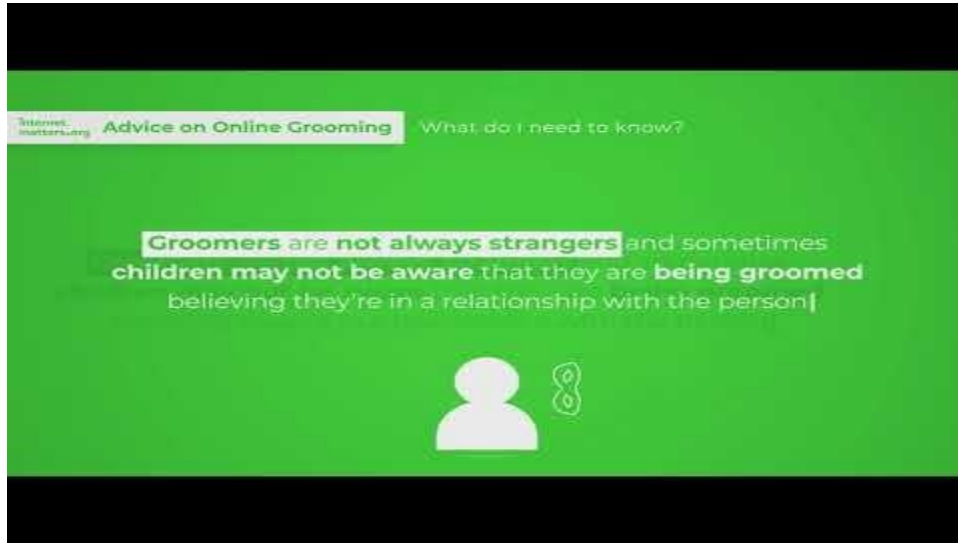 internet
matters.org
Advice on Online Grooming
What do I need to know?
Groomers are not always strangers and sometimes
children may not be aware that they are being groomed
believing they're in a relationship with the person
8